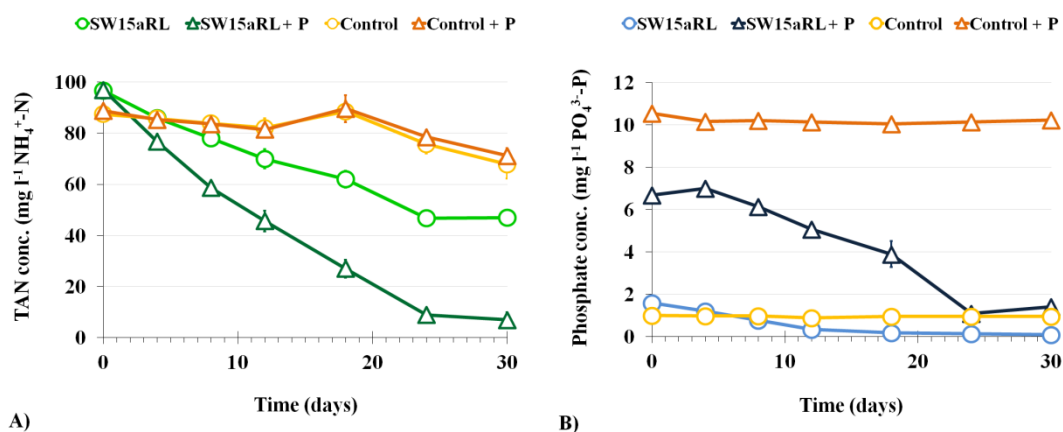 SW15aRL SW15aRL + P Control Control + P
TAN conc. (mg l⁻¹ NH₄⁺-N)
100
80
60
40
20
0
0 10 20 30
Time (days)
A)
SW15aRL SW15aRL + P Control Control + P
Phosphate conc. (mg l⁻¹ PO₄³⁻-P)
12
10
8
6
4
2
0
0 10 20 30
Time (days)
B)